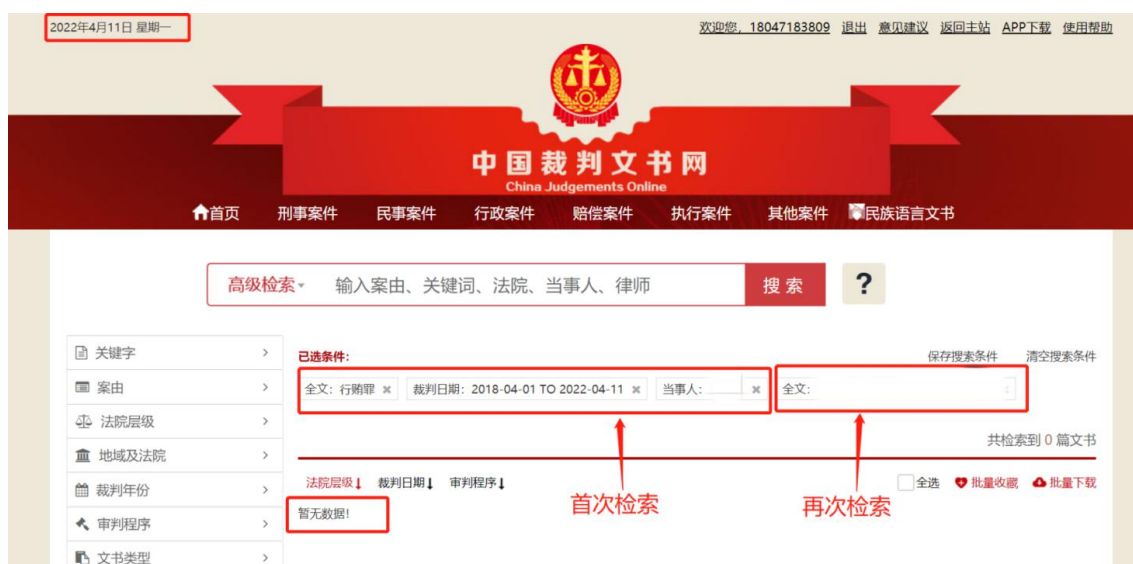 2022年4月11日 星期一
欢迎您，18047183809 退出 意见建议 返回主站 APP下载 使用帮助
中国裁判文书网
China Judgements Online
首页 刑事案件 民事案件 行政案件 赔偿案件 执行案件 其他案件 民族语言文书
高级检索 输入案由、关键词、法院、当事人、律师 搜索 ?
关键字
案由
法院层级
地域及法院
裁判年份
审判程序
文书类型
已选条件:
保存搜索条件 清空搜索条件
全文：行贿罪 × 裁判日期：2018-04-01 TO 2022-04-11 × 当事人： × 全文：
共检索到 0 篇文书
法院层级↓ 裁判日期↓ 审判程序↓
全选 批量收藏 批量下载
暂无数据!
首次检索
再次检索